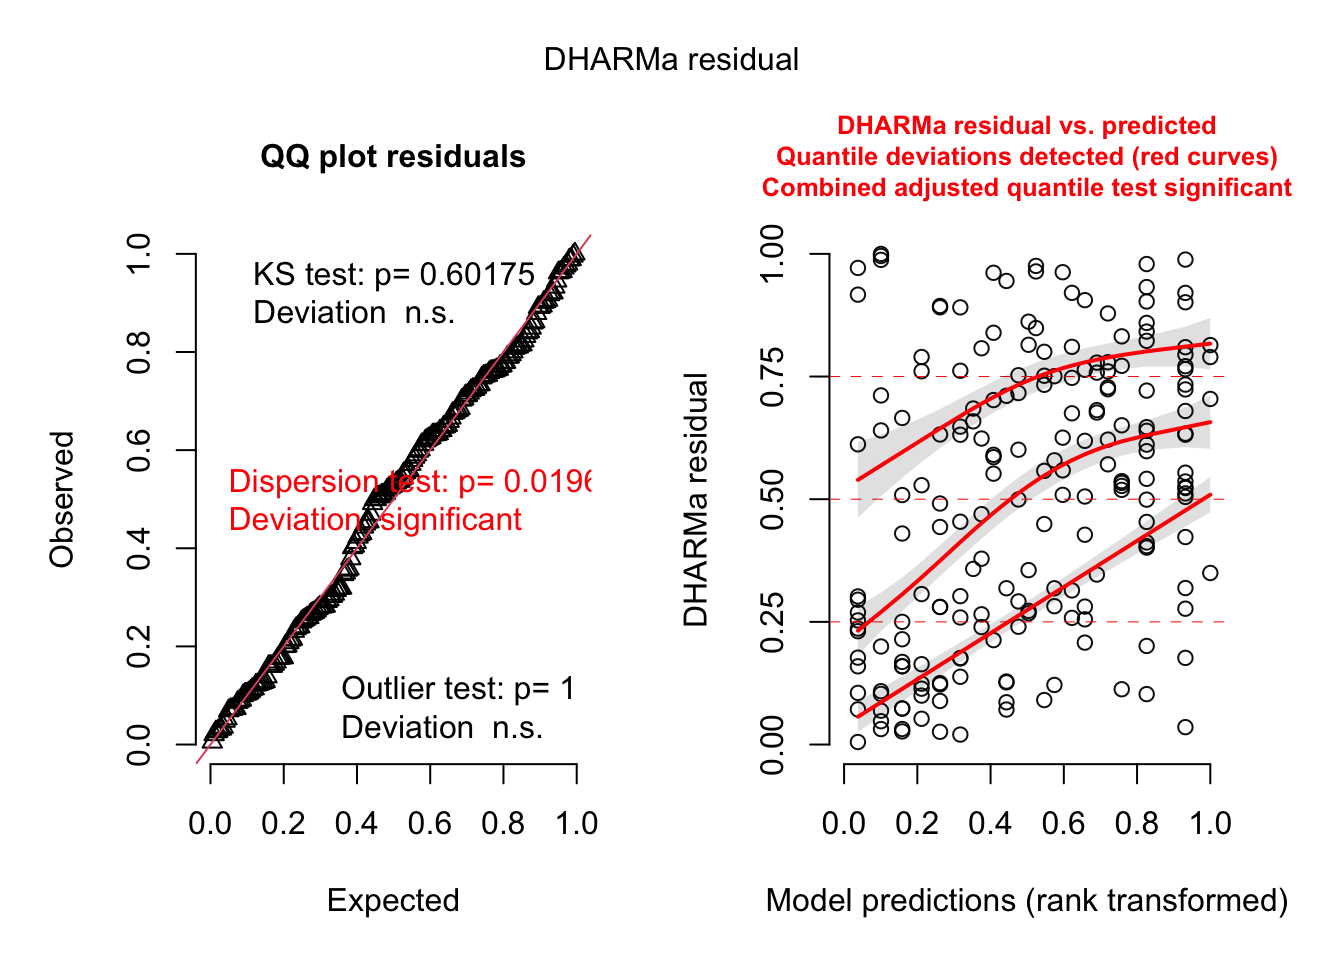 DHARMa residual
QQ plot residuals
KS test: p= 0.60175
Deviation  n.s.
Dispersion test: p= 0.0196
Deviation  significant
Outlier test: p= 1
Deviation  n.s.
Observed
1.0
0.8
0.6
0.4
0.2
0.0
0.0 0.2 0.4 0.6 0.8 1.0
Expected
DHARMa residual vs. predicted
Quantile deviations detected (red curves)
Combined adjusted quantile test significant
DHARMa residual
1.00
0.75
0.50
0.25
0.00
0.0 0.2 0.4 0.6 0.8 1.0
Model predictions (rank transformed)